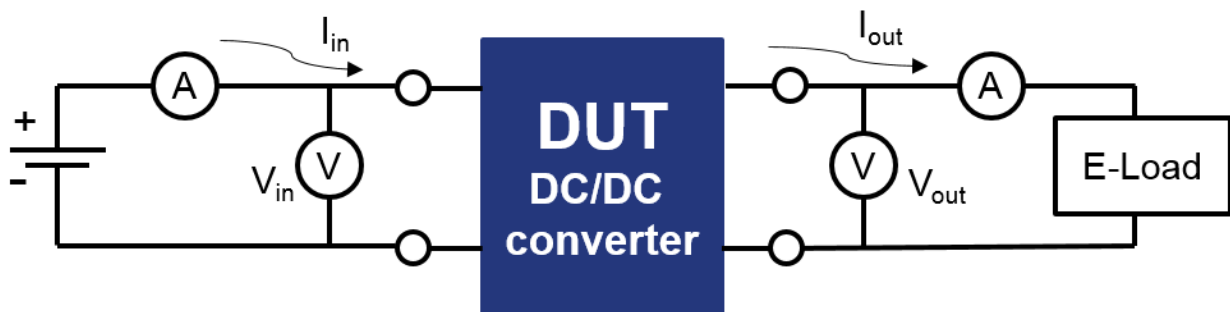 I_in
I_out
A
A
+
-
V
V_in
DUT
DC/DC
converter
V
V_out
E-Load